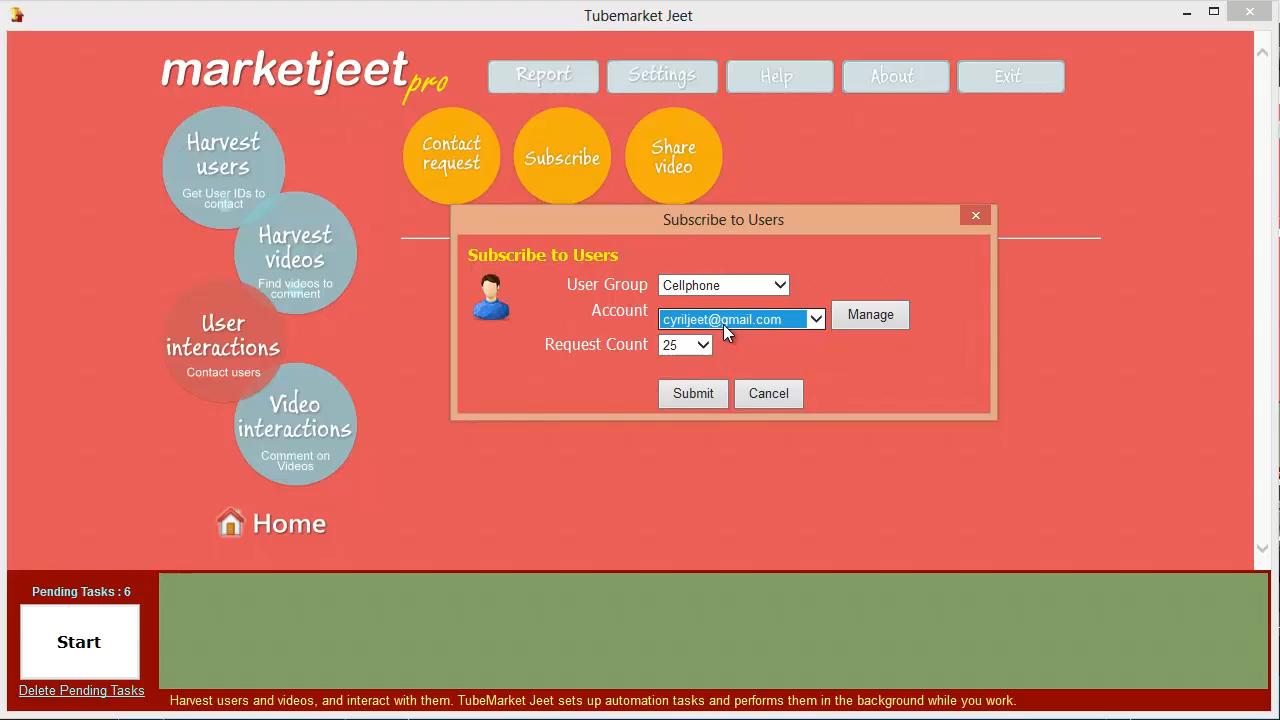 Tubemarket Jeet
marketjeet pro
Report
Settings
Help
About
Exit
Harvest
users
Get User IDs to
contact
Harvest
videos
Find videos to
comment
User
interactions
Contact users
Video
interactions
Comment on
Videos
Home
Contact
request
Subscribe
Share
video
Subscribe to Users
Subscribe to Users
User Group Cellphone
Account cyriljeet@gmail.com Manage
Request Count 25
Submit Cancel
Pending Tasks : 6
Start
Delete Pending Tasks
Harvest users and videos, and interact with them. TubeMarket Jeet sets up automation tasks and performs them in the background while you work.